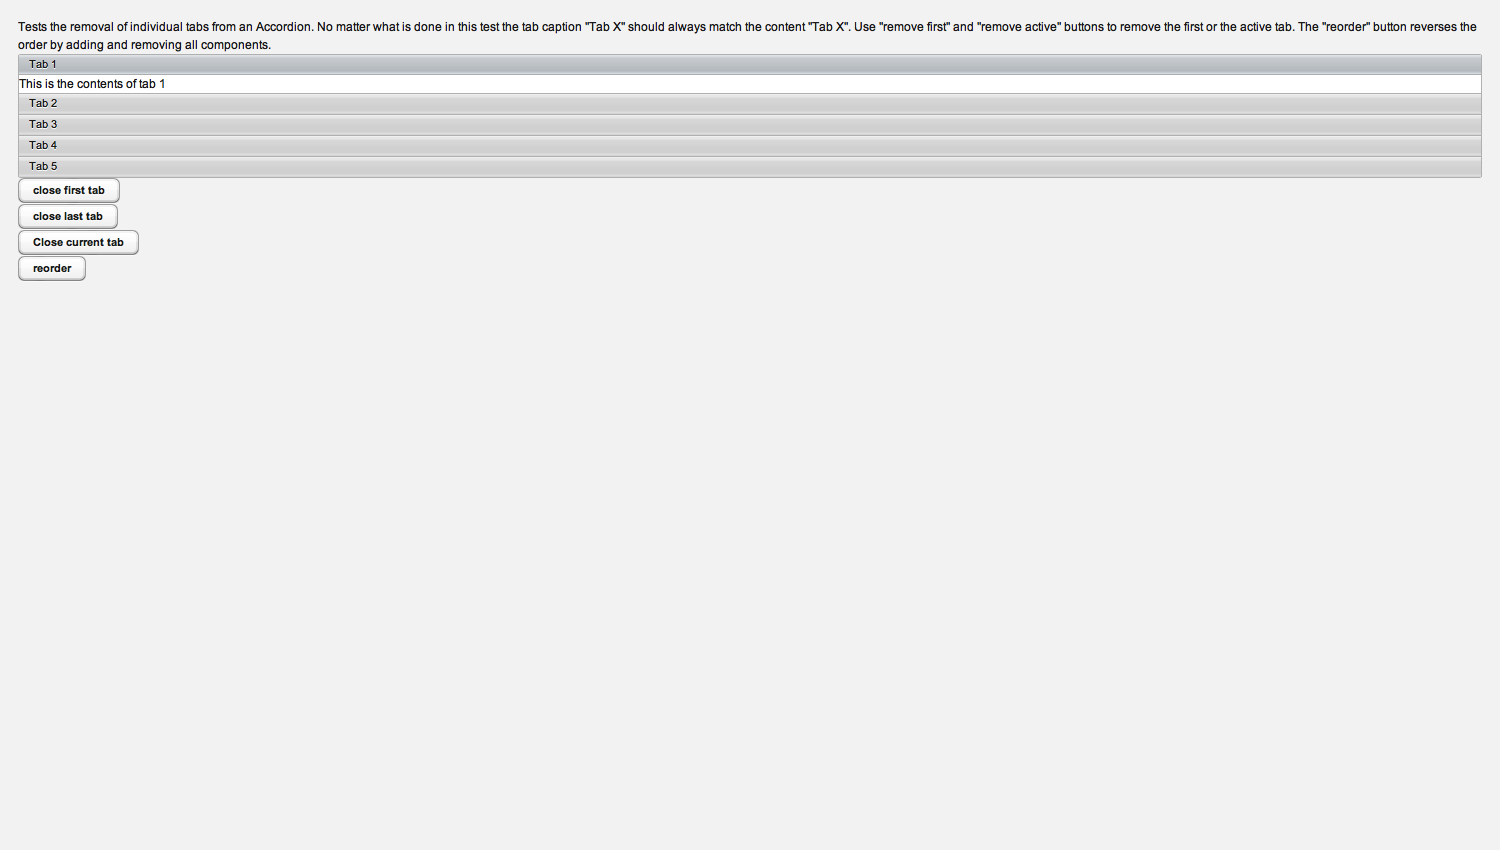 Tests the removal of individual tabs from an Accordion. No matter what is done in this test the tab caption "Tab X" should always match the content "Tab X". Use "remove first" and "remove active" buttons to remove the first or the active tab. The "reorder" button reverses the
order by adding and removing all components.
Tab 1
This is the contents of tab 1
Tab 2
Tab 3
Tab 4
Tab 5
close first tab
close last tab
Close current tab
reorder